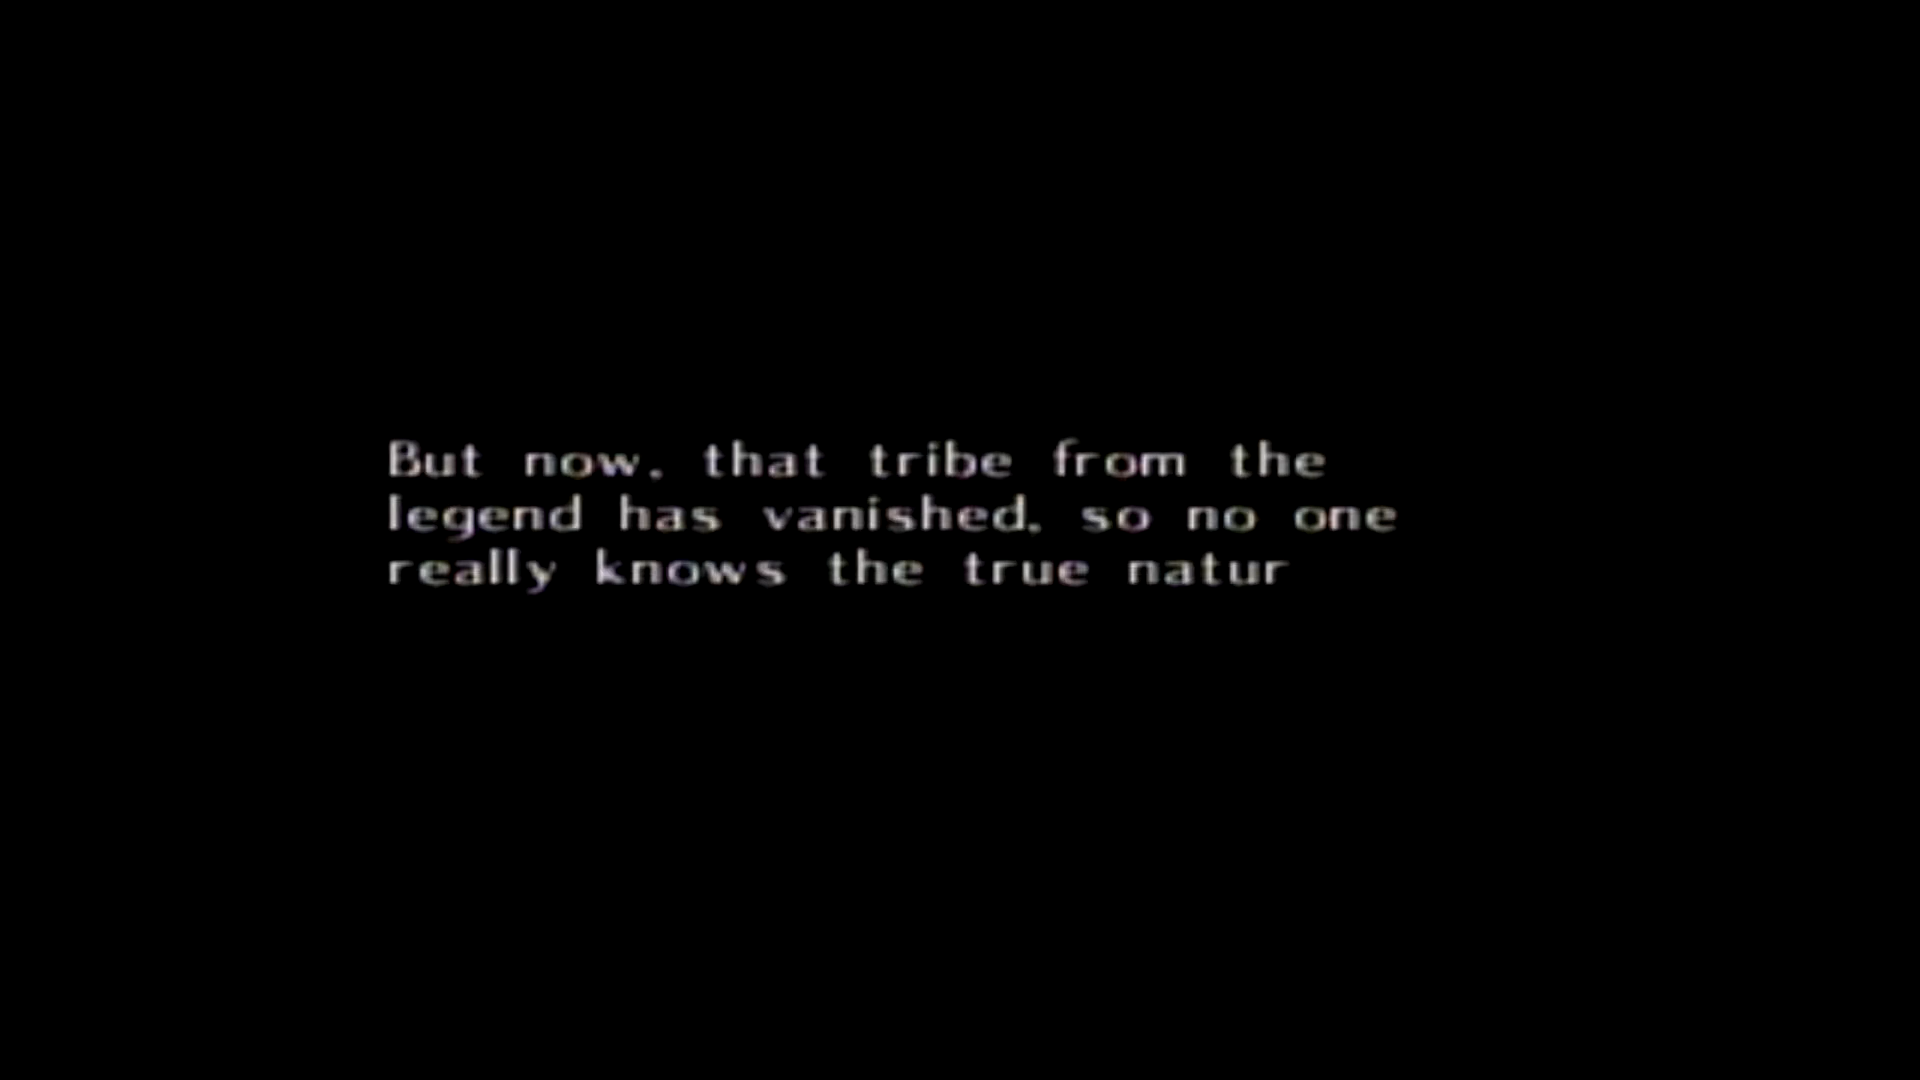 But now, that tribe from the
legend has vanished, so no one
really knows the true natur